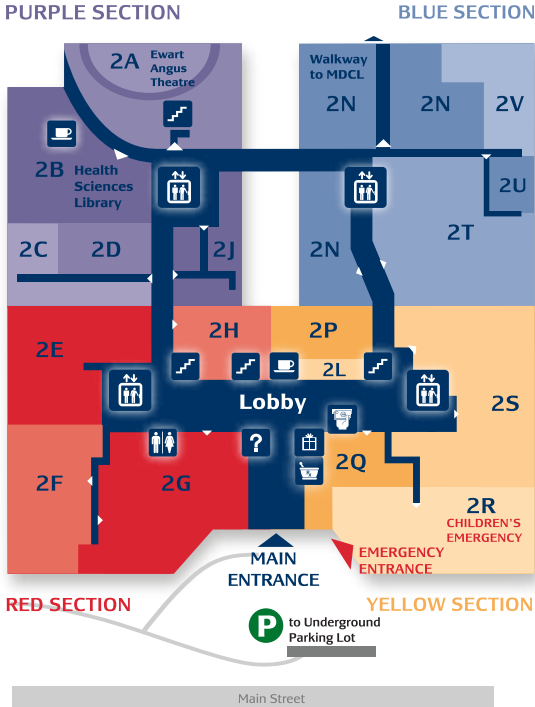 PURPLE SECTION
BLUE SECTION
2A
Ewart
Angus
Theatre
Walkway
to MDCL
2N
2N
2V
2B
Health
Sciences
Library
2U
2C
2D
2J
2N
2T
2E
2H
2P
2L
2S
Lobby
?
2F
2G
2Q
2R
CHILDREN'S
EMERGENCY
MAIN
ENTRANCE
EMERGENCY
ENTRANCE
RED SECTION
YELLOW SECTION
P
to Underground
Parking Lot
Main Street